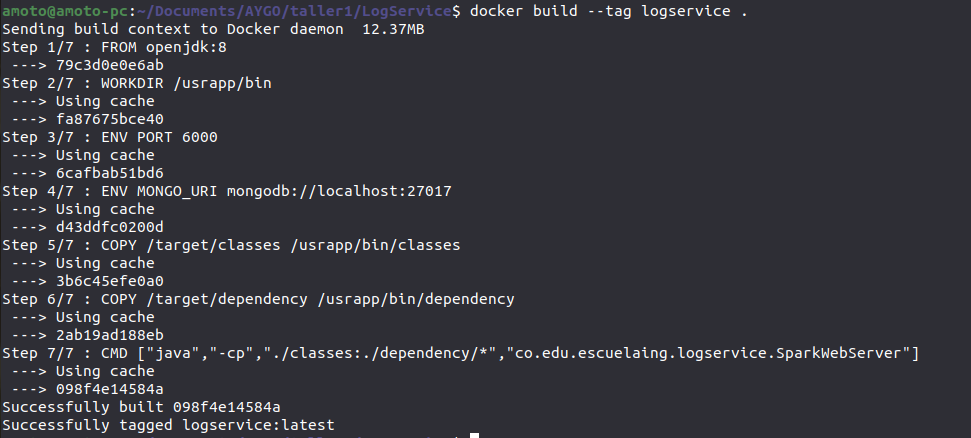 amoto@amoto-pc:~/Documents/AYGO/taller1/LogService$ docker build --tag logservice .
Sending build context to Docker daemon  12.37MB
Step 1/7 : FROM openjdk:8
 ---> 79c3d0e0e6ab
Step 2/7 : WORKDIR /usrapp/bin
 ---> Using cache
 ---> fa87675bce40
Step 3/7 : ENV PORT 6000
 ---> Using cache
 ---> 6cafbab51bd6
Step 4/7 : ENV MONGO_URI mongodb://localhost:27017
 ---> Using cache
 ---> d43ddfc0200d
Step 5/7 : COPY /target/classes /usrapp/bin/classes
 ---> Using cache
 ---> 3b6c45efe0a0
Step 6/7 : COPY /target/dependency /usrapp/bin/dependency
 ---> Using cache
 ---> 2ab19ad188eb
Step 7/7 : CMD ["java","-cp","./classes:./dependency/*","co.edu.escuelaing.logservice.SparkWebServer"]
 ---> Using cache
 ---> 098f4e14584a
Successfully built 098f4e14584a
Successfully tagged logservice:latest